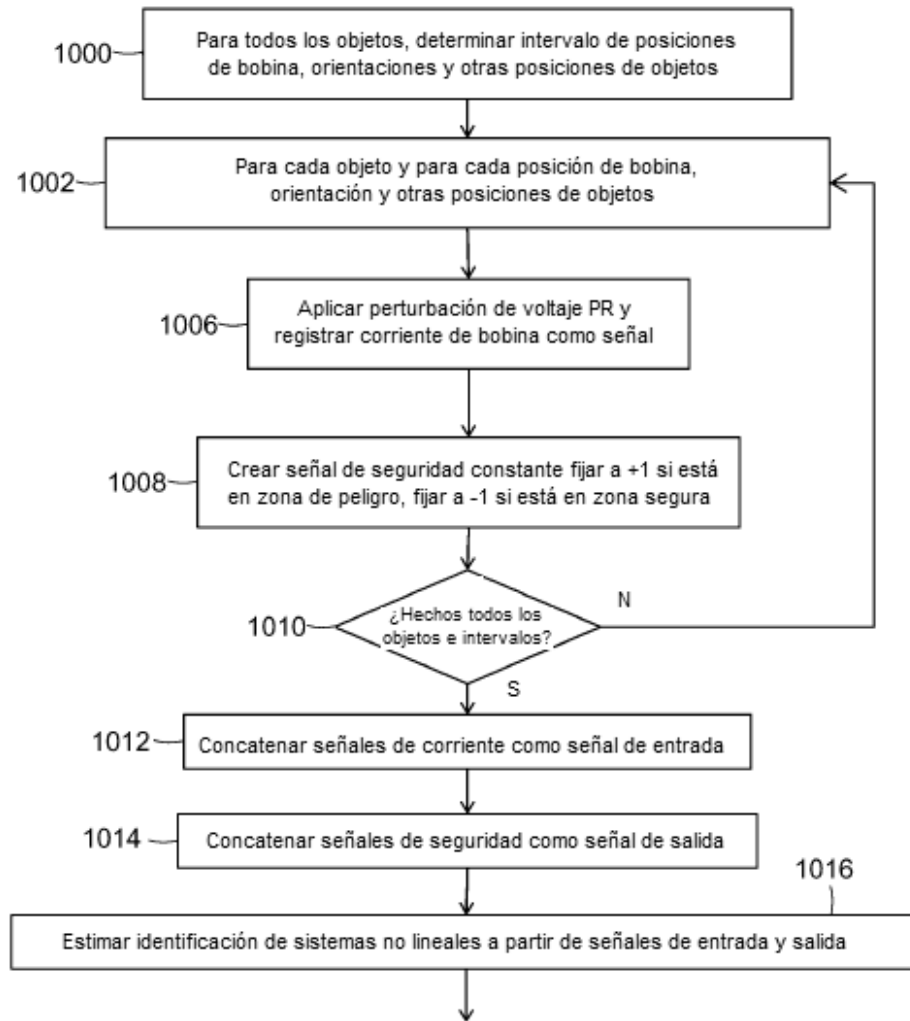 1000
Para todos los objetos, determinar intervalo de posiciones
de bobina, orientaciones y otras posiciones de objetos
1002
Para cada objeto y para cada posición de bobina,
orientación y otras posiciones de objetos
1006
Aplicar perturbación de voltaje PR y
registrar corriente de bobina como señal
1008
Crear señal de seguridad constante fijar a +1 si está
en zona de peligro, fijar a -1 si está en zona segura
1010
¿Hechos todos los
objetos e intervalos?
N
S
1012
Concatenar señales de corriente como señal de entrada
1014
Concatenar señales de seguridad como señal de salida
1016
Estimar identificación de sistemas no lineales a partir de señales de entrada y salida